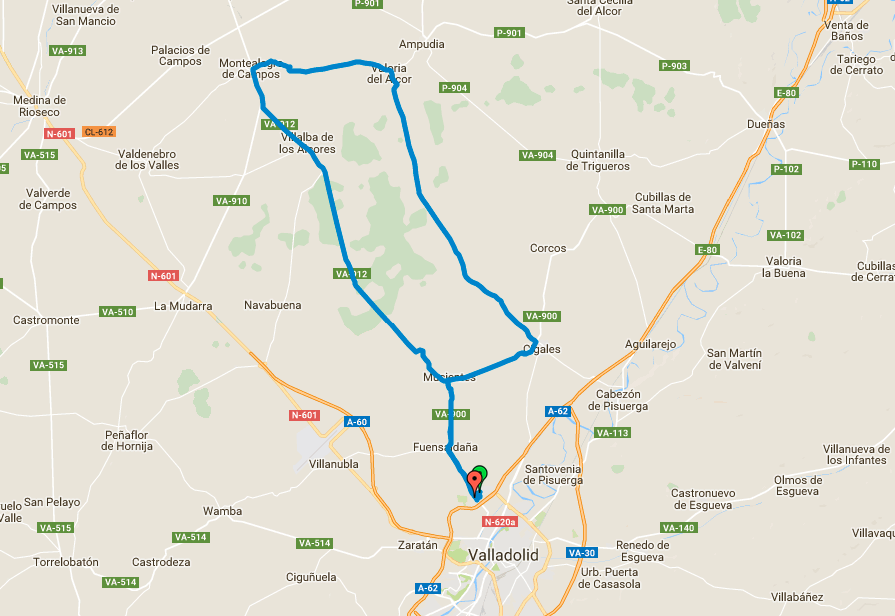 P-901
Santa Cecilia
del Alcor
Villanueva de
San Mancio
Venta de
Baños
P-901
Ampudia
VA-913
Palacios de
Campos
Montealegre
de Campos
Valoria
del Alcor
P-903
Tariego
de Cerrato
P-904
E-80
Medina de
Rioseco
N-601
CL-612
VA-912
Dueñas
Villalba de
los Alcores
VA-515
Valdenebro
de los Valles
VA-904
Quintanilla
de Trigueros
P-102
P-110
Valverde
de Campos
VA-910
VA-900
Cubillas de
Santa Marta
VA-102
Corcos
E-80
Valoria
la Buena
Cubillas
de Cerrat
N-601
VA-912
La Mudarra
Navabuena
VA-510
Castromonte
VA-900
Cigales
Aguilarejo
San Martín
de Valvení
VA-515
Mucientes
Cabezón
de Pisuerga
N-601
A-60
VA-900
A-62
VA-113
Peñaflor
de Hornija
Fuensaldaña
Villanubla
Santovenia
de Pisuerga
Villanueva de
los Infantes
Olmos de
Esgueva
Castronuevo
de Esgueva
San Pelayo
Wamba
VA-515
N-620a
VA-140
VA-514
VA-514
Zaratán
Valladolid
VA-30
Renedo de
Esgueva
Villavaqu
Torrelobatón
Castrodeza
Ciguñuela
Urb. Puerta
de Casasola
VA-514
A-62
Villabáñez